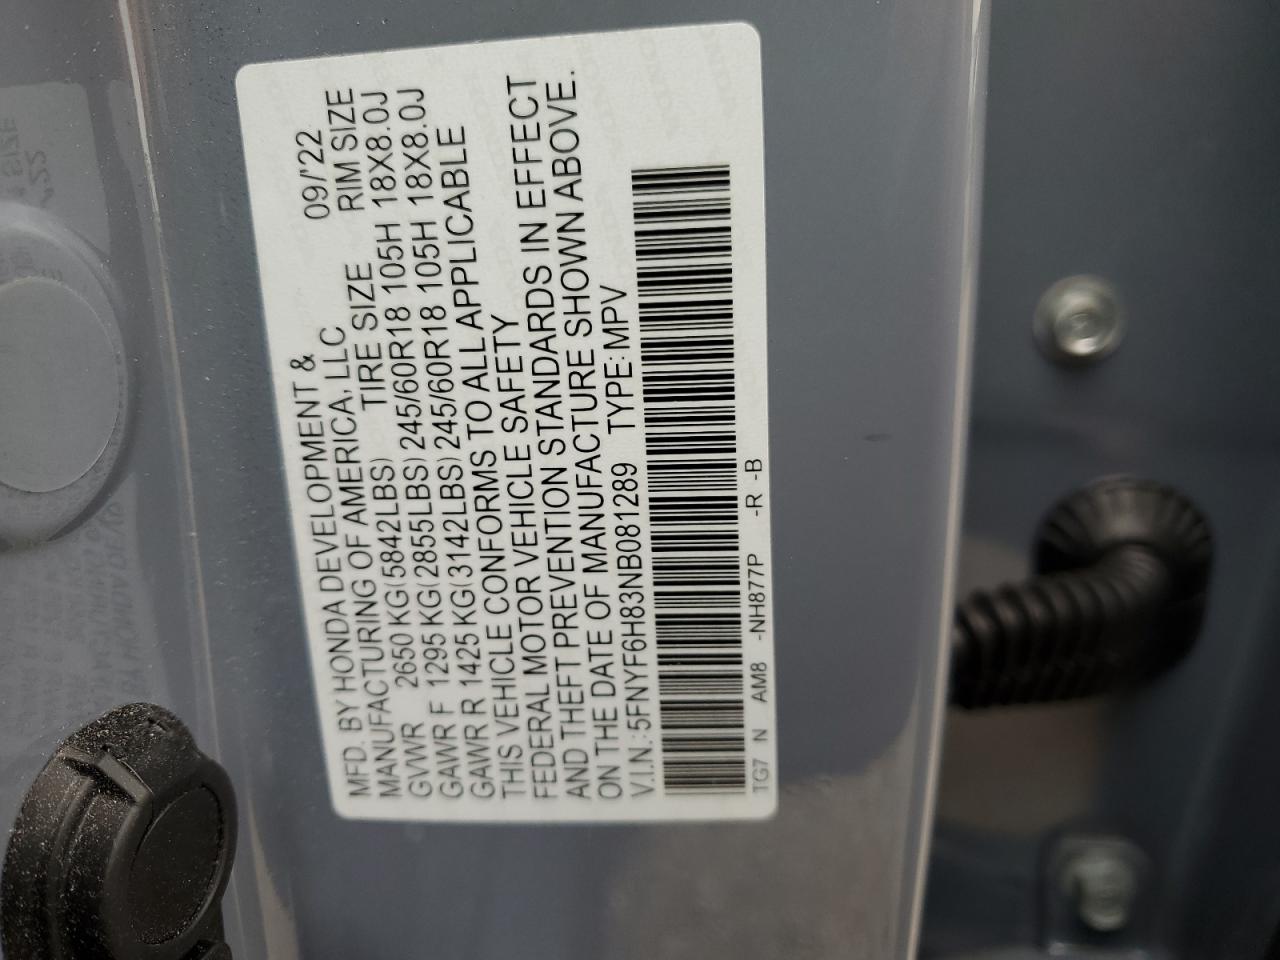 MFD. BY HONDA DEVELOPMENT & 09/'22
MANUFACTURING OF AMERICA, LLC RIM SIZE
GVWR 2650 KG(5842LBS) TIRE SIZE 18X8.0J
GAWR F 1295 KG(2855LBS) 245/60R18 105H 18X8.0J
GAWR R 1425 KG(3142LBS) 245/60R18 105H
THIS VEHICLE CONFORMS TO ALL APPLICABLE
FEDERAL MOTOR VEHICLE SAFETY
AND THEFT PREVENTION STANDARDS IN EFFECT
ON THE DATE OF MANUFACTURE SHOWN ABOVE.
V.I.N.:5FNYF6H83NB081289 TYPE:MPV
TG7 N AM8 -NH877P -R -B